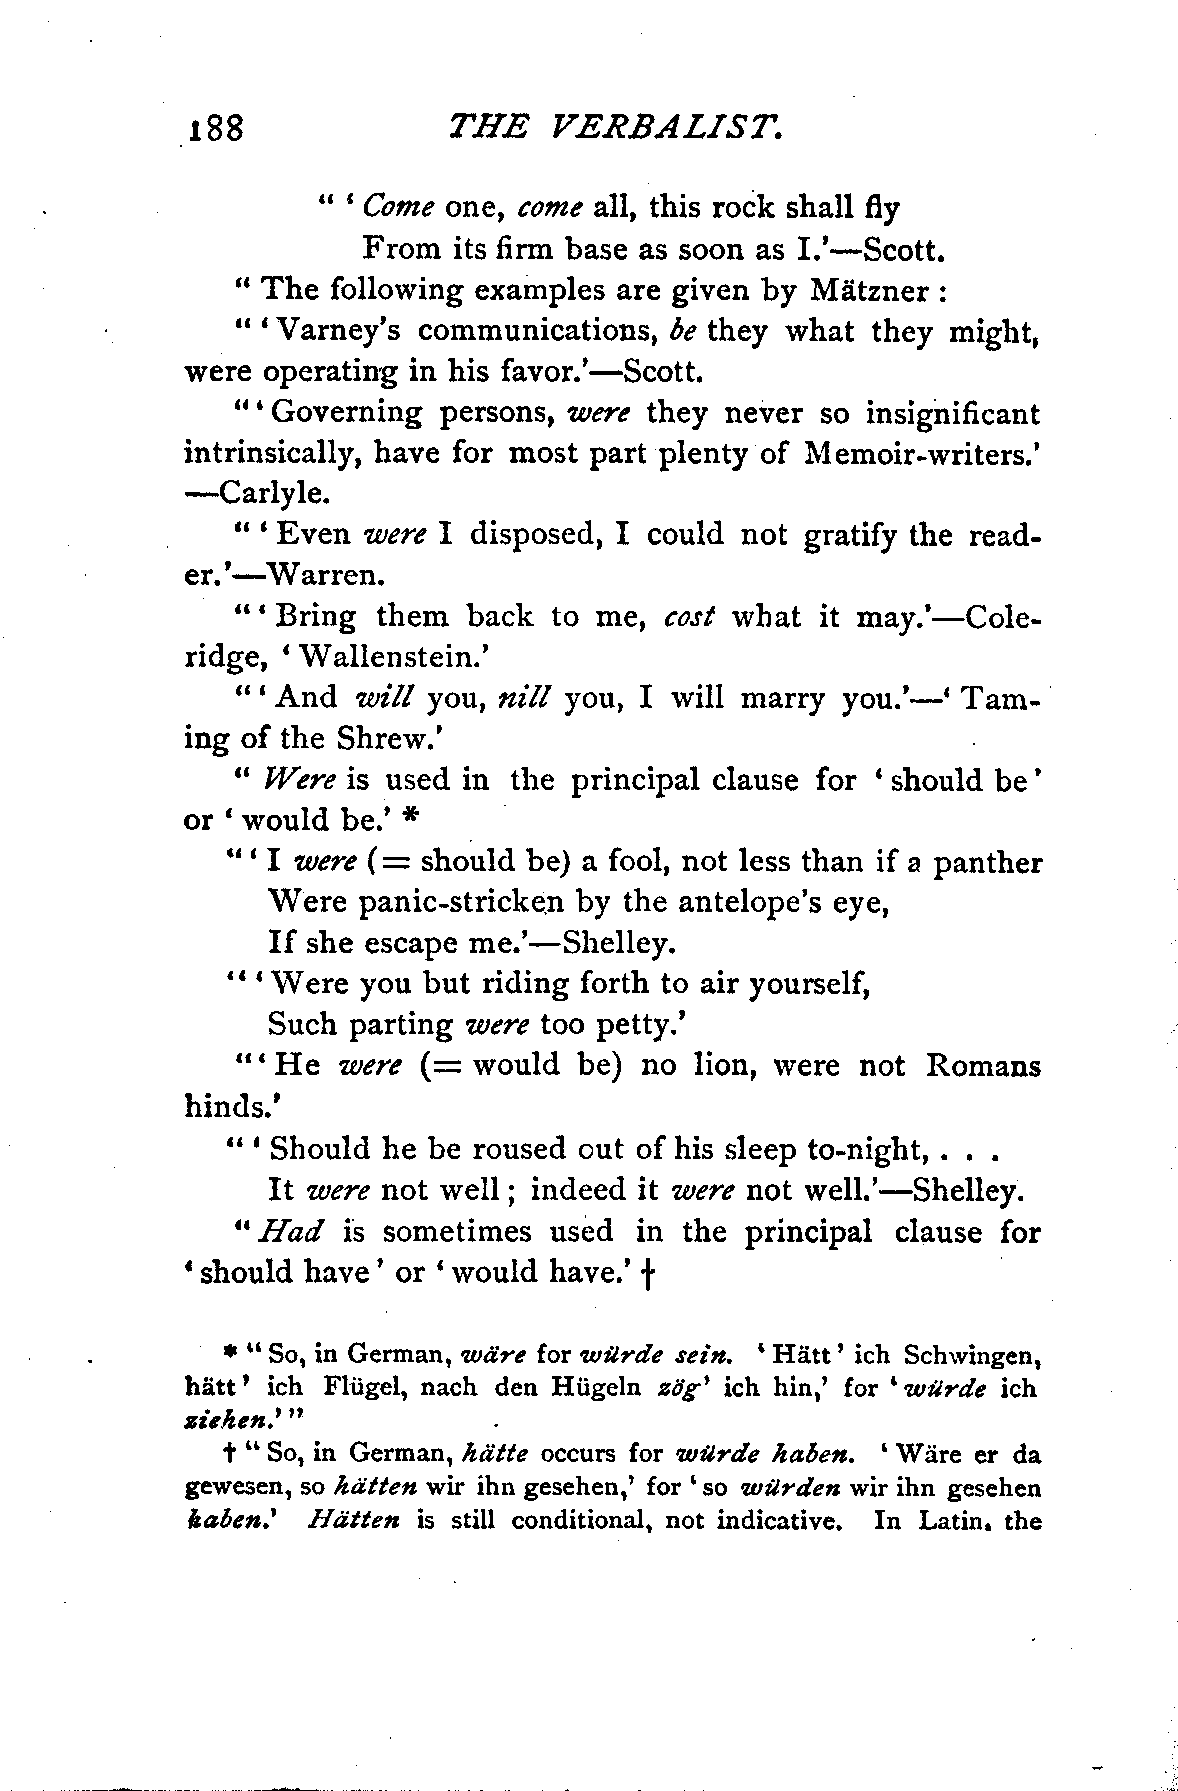 188 THE VERBALIST.
" ' Come one, come all, this rock shall fly
From its firm base as soon as I.'—Scott.
" The following examples are given by Mätzner :
" ' Varney's communications, be they what they might,
were operating in his favor.'—Scott.
" ' Governing persons, were they never so insignificant
intrinsically, have for most part plenty of Memoir-writers.'
—Carlyle.
" ' Even were I disposed, I could not gratify the read-
er.'—Warren.
" ' Bring them back to me, cost what it may.'—Cole-
ridge, ' Wallenstein.'
" ' And will you, nill you, I will marry you.'—' Tam-
ing of the Shrew.'
" Were is used in the principal clause for ' should be '
or ' would be.' *
" ' I were (= should be) a fool, not less than if a panther
Were panic-stricken by the antelope's eye,
If she escape me.'—Shelley.
" ' Were you but riding forth to air yourself,
Such parting were too petty.'
" ' He were (= would be) no lion, were not Romans
hinds.'
" ' Should he be roused out of his sleep to-night, . . .
It were not well ; indeed it were not well.'—Shelley.
" Had is sometimes used in the principal clause for
' should have ' or ' would have.' †
* " So, in German, wäre for würde sein. ' Hätt ' ich Schwingen,
hätt ' ich Flügel, nach den Hügeln zög' ich hin,' for ' würde ich
ziehen.' "
† " So, in German, hätte occurs for würde haben. ' Wäre er da
gewesen, so hätten wir ihn gesehen,' for ' so würden wir ihn gesehen
haben.' Hätten is still conditional, not indicative. In Latin. the